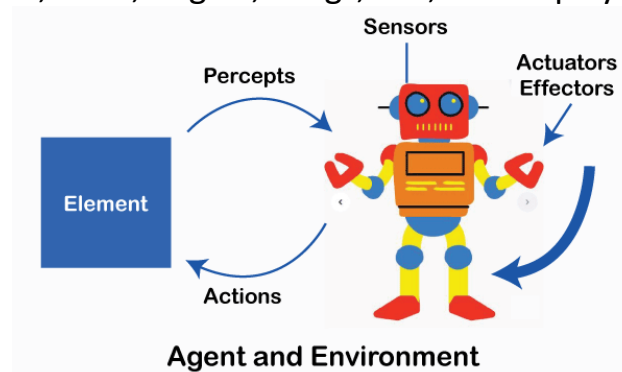 Sensors
Actuators
Effectors
Percepts
Element
Actions
Agent and Environment